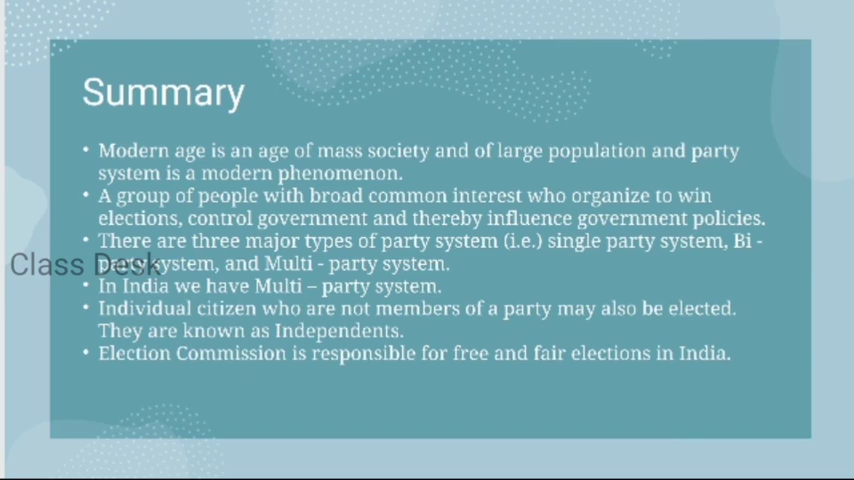 Summary
• Modern age is an age of mass society and of large population and party
system is a modern phenomenon.
• A group of people with broad common interest who organize to win
elections, control government and thereby influence government policies.
• There are three major types of party system (i.e.) single party system, Bi -
party system, and Multi - party system.
Class Desk
• In India we have Multi – party system.
• Individual citizen who are not members of a party may also be elected.
They are known as Independents.
• Election Commission is responsible for free and fair elections in India.